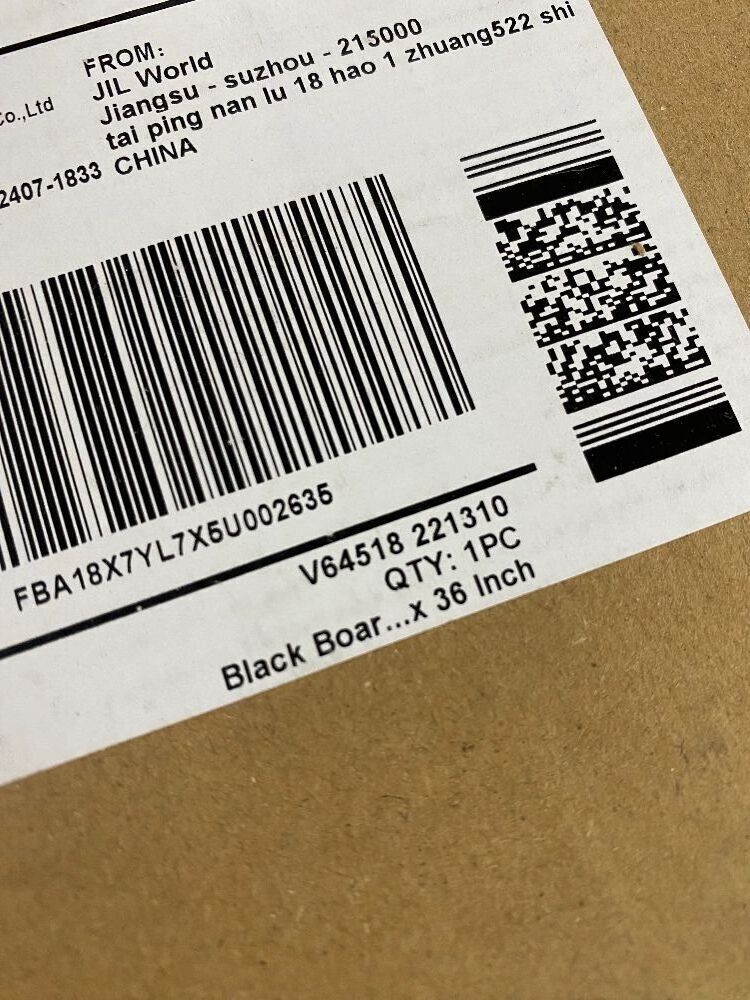 FROM:
JIL World
Jiangsu - suzhou - 215000
tai ping nan lu 18 hao 1 zhuang522 shi
CHINA
Co.,Ltd
2407-1833
FBA18X7YL7X5U002635
V64518 221310
QTY: 1PC
Black Boar...x 36 Inch